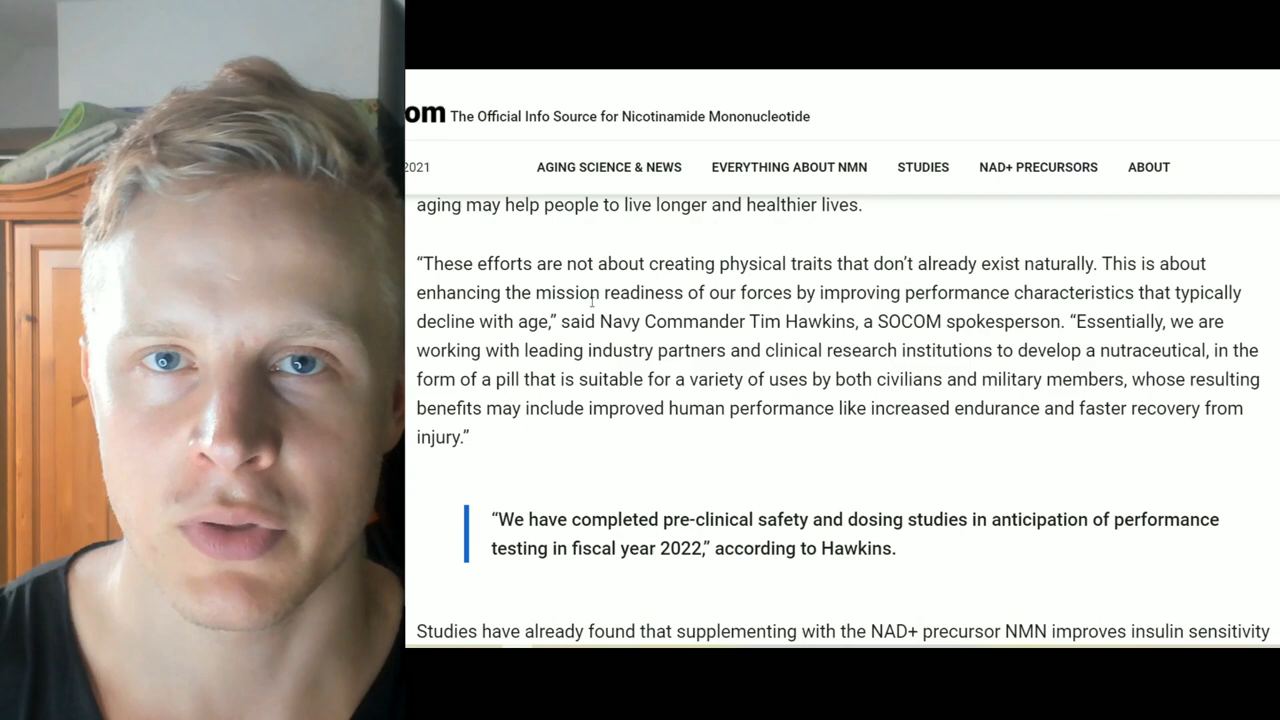 om The Official Info Source for Nicotinamide Mononucleotide
2021 AGING SCIENCE & NEWS EVERYTHING ABOUT NMN STUDIES NAD+ PRECURSORS ABOUT
aging may help people to live longer and healthier lives.
“These efforts are not about creating physical traits that don’t already exist naturally. This is about
enhancing the mission readiness of our forces by improving performance characteristics that typically
decline with age,” said Navy Commander Tim Hawkins, a SOCOM spokesperson. “Essentially, we are
working with leading industry partners and clinical research institutions to develop a nutraceutical, in the
form of a pill that is suitable for a variety of uses by both civilians and military members, whose resulting
benefits may include improved human performance like increased endurance and faster recovery from
injury.”
“We have completed pre-clinical safety and dosing studies in anticipation of performance
testing in fiscal year 2022,” according to Hawkins.
Studies have already found that supplementing with the NAD+ precursor NMN improves insulin sensitivity